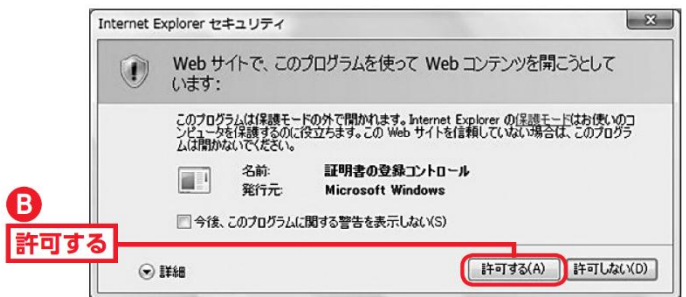 Internet Explorer セキュリティ
Web サイトで、このプログラムを使って Web コンテンツを開こうとして
います:
このプログラムは保護モードの外で開かれます。Internet Explorer の保護モードはお使いのコ
ンピュータを保護するのに役立ちます。この Web サイトを信頼していない場合は、このプログラ
ムは開かないでください。
名前: 証明書の登録コントロール
発行元: Microsoft Windows
今後、このプログラムに関する警告を表示しない(S)
B
許可する
詳細
許可する(A) 許可しない(D)